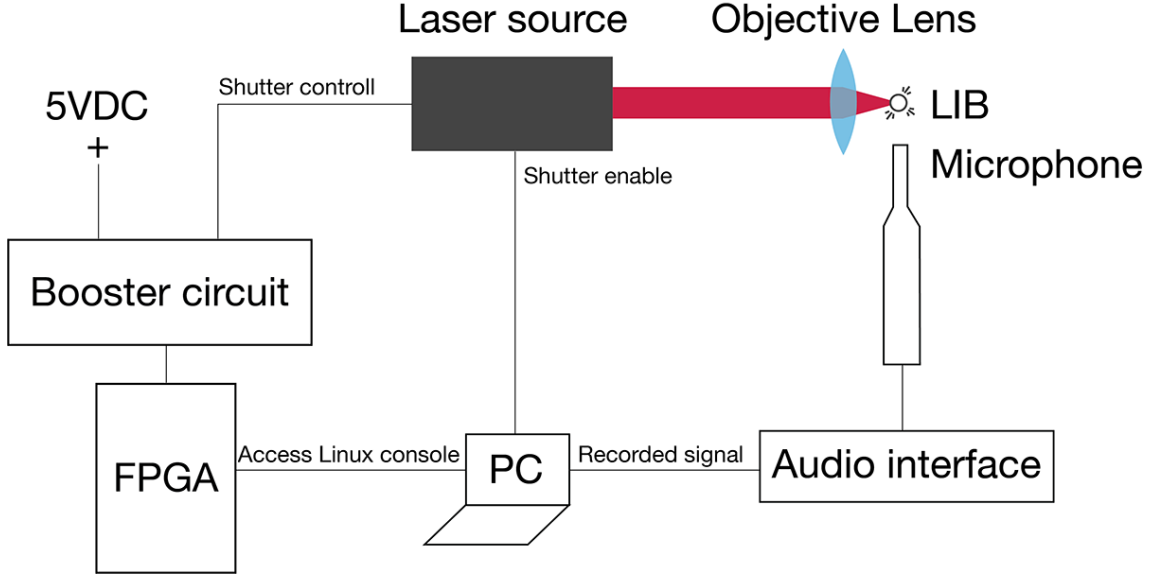 Laser source
Objective Lens
Shutter controll
5VDC
+
LIB
Microphone
Shutter enable
Booster circuit
Access Linux console
Recorded signal
FPGA
PC
Audio interface